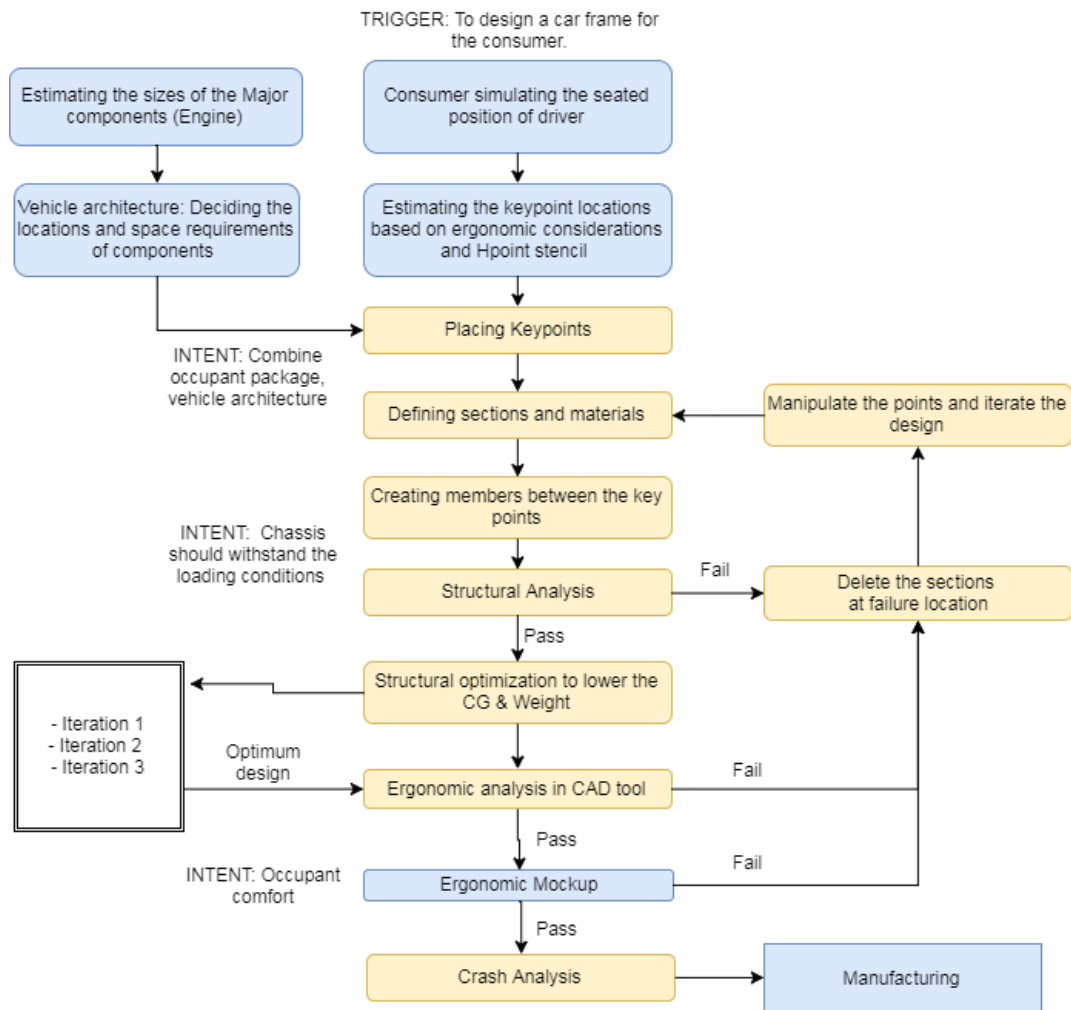 TRIGGER: To design a car frame for
the consumer.
Estimating the sizes of the Major
components (Engine)
Consumer simulating the seated
position of driver
Vehicle architecture: Deciding the
locations and space requirements
of components
Estimating the keypoint locations
based on ergonomic considerations
and Hpoint stencil
Placing Keypoints
INTENT: Combine
occupant package,
vehicle architecture
Defining sections and materials
Manipulate the points and iterate the
design
Creating members between the key
points
INTENT:  Chassis
should withstand the
loading conditions
Structural Analysis
Fail
Delete the sections
at failure location
Pass
Structural optimization to lower the
CG & Weight
- Iteration 1
- Iteration 2
- Iteration 3
Optimum
design
Ergonomic analysis in CAD tool
Fail
Pass
INTENT: Occupant
comfort
Ergonomic Mockup
Fail
Pass
Crash Analysis
Manufacturing